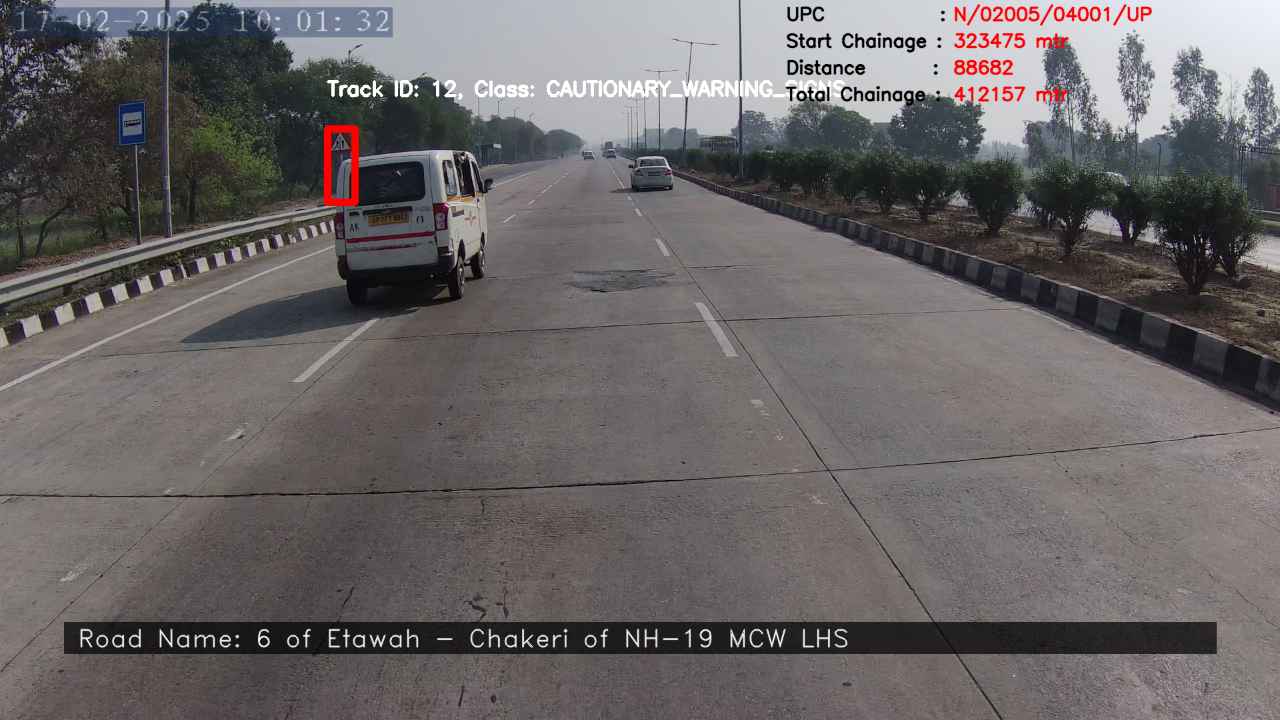 17-02-2025 10:01:32
UPC : N/02005/04001/UP
Start Chainage : 323475 mtr
Distance : 88682
Total Chainage : 412157 mtr
Track ID: 12, Class: CAUTIONARY_WARNING_SIGNS
AK
Road Name: 6 of Etawah - Chakeri of NH-19 MCW LHS